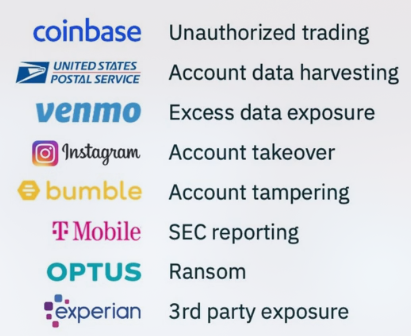 coinbase Unauthorized trading
UNITED STATES
POSTAL SERVICE Account data harvesting
venmo Excess data exposure
Instagram Account takeover
bumble Account tampering
T Mobile SEC reporting
OPTUS Ransom
experian 3rd party exposure